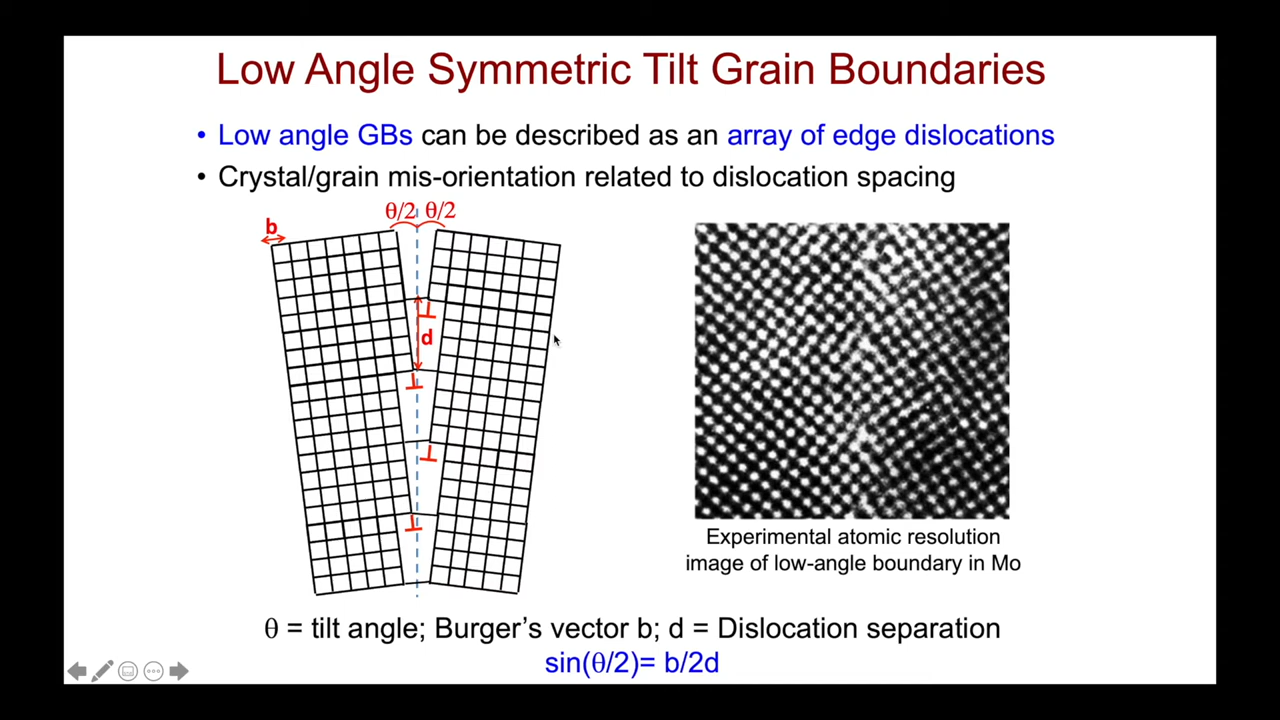 Low Angle Symmetric Tilt Grain Boundaries
• Low angle GBs can be described as an array of edge dislocations
• Crystal/grain mis-orientation related to dislocation spacing
θ/2 θ/2
b
d
Experimental atomic resolution
image of low-angle boundary in Mo
θ = tilt angle; Burger's vector b; d = Dislocation separation
sin(θ/2)= b/2d